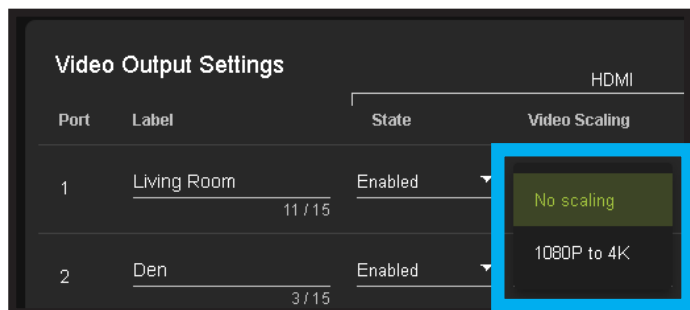 Video Output Settings
HDMI
Port Label State Video Scaling
1 Living Room Enabled No scaling
11 / 15
1080P to 4K
2 Den Enabled
3 / 15